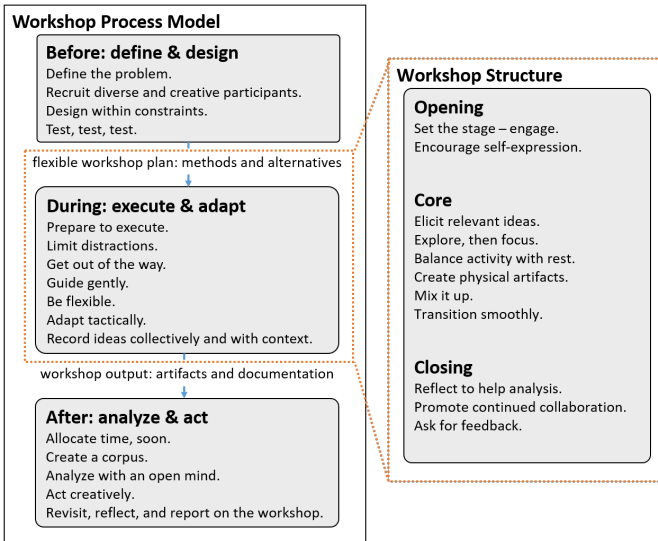 Workshop Process Model
Before: define & design
Define the problem.
Recruit diverse and creative participants.
Design within constraints.
Test, test, test.
flexible workshop plan: methods and alternatives
During: execute & adapt
Prepare to execute.
Limit distractions.
Get out of the way.
Guide gently.
Be flexible.
Adapt tactically.
Record ideas collectively and with context.
workshop output: artifacts and documentation
After: analyze & act
Allocate time, soon.
Create a corpus.
Analyze with an open mind.
Act creatively.
Revisit, reflect, and report on the workshop.
Workshop Structure
Opening
Set the stage – engage.
Encourage self-expression.
Core
Elicit relevant ideas.
Explore, then focus.
Balance activity with rest.
Create physical artifacts.
Mix it up.
Transition smoothly.
Closing
Reflect to help analysis.
Promote continued collaboration.
Ask for feedback.